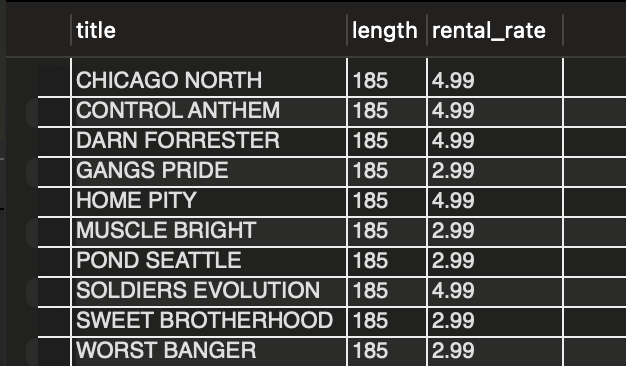 title length rental_rate
CHICAGO NORTH 185 4.99
CONTROL ANTHEM 185 4.99
DARN FORRESTER 185 4.99
GANGS PRIDE 185 2.99
HOME PITY 185 4.99
MUSCLE BRIGHT 185 2.99
POND SEATTLE 185 2.99
SOLDIERS EVOLUTION 185 4.99
SWEET BROTHERHOOD 185 2.99
WORST BANGER 185 2.99